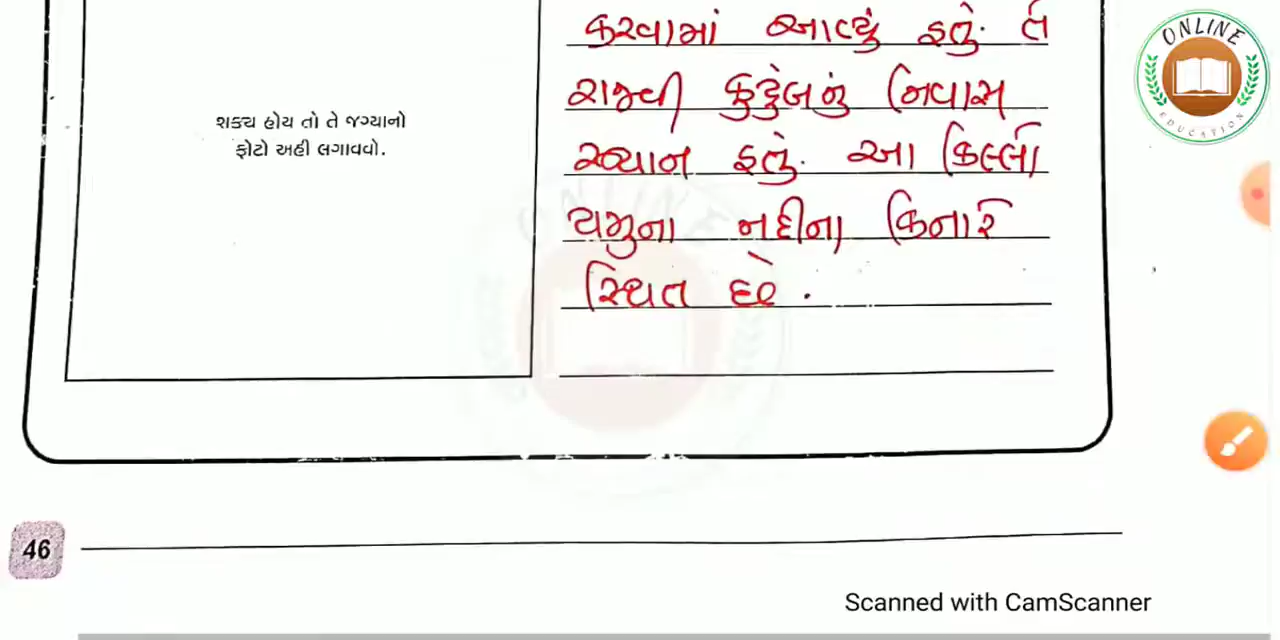 કરવામાં આવ્યું હતું. તે
રાજવી કુટુંબનું નિવાસ
સ્થાન હતું. આ કિલ્લો
યમુના નદીના કિનારે
સ્થિત છે.
શક્ય હોય તો તે જગ્યાનો
ફોટો અહી લગાવવો.
ONLINE
EDUCATION
ONLINE
46
Scanned with CamScanner